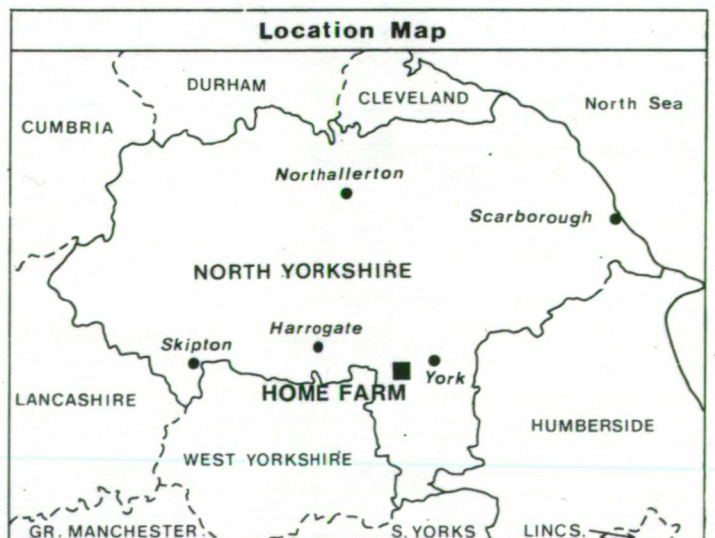 Location Map
DURHAM
CLEVELAND
North Sea
CUMBRIA
Northallerton
Scarborough
NORTH YORKSHIRE
Harrogate
Skipton
York
HOME FARM
LANCASHIRE
HUMBERSIDE
WEST YORKSHIRE
GR. MANCHESTER
S. YORKS
LINCS.